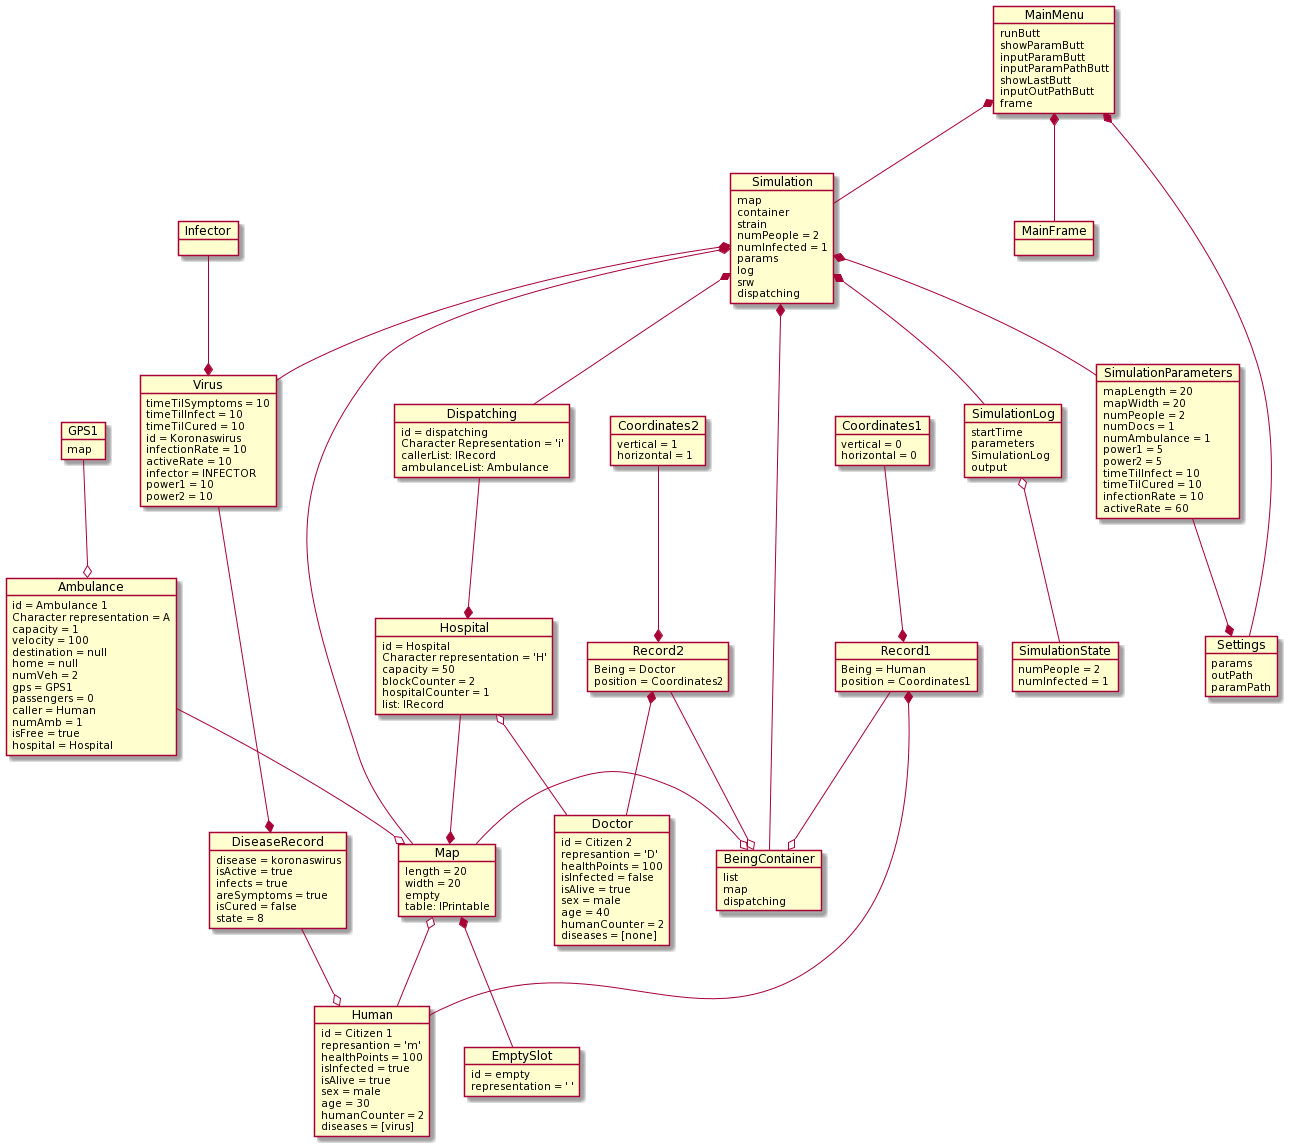 MainMenu
runButt
showParamButt
inputParamButt
inputParamPathButt
showLastButt
inputOutPathButt
frame
Simulation
map
container
strain
numPeople = 2
numInfected = 1
params
log
srw
dispatching
Infector
MainFrame
Virus
timeTilSymptoms = 10
timeTilInfect = 10
timeTilCured = 10
id = Koronaswirus
infectionRate = 10
activeRate = 10
infector = INFECTOR
power1 = 10
power2 = 10
SimulationParameters
mapLength = 20
mapWidth = 20
numPeople = 2
numDocs = 1
numAmbulance = 1
power1 = 5
power2 = 5
timeTilInfect = 10
timeTilCured = 10
infectionRate = 10
activeRate = 60
Dispatching
id = dispatching
Character Representation = 'i'
callerList: IRecord
ambulanceList: Ambulance
Coordinates2
vertical = 1
horizontal = 1
Coordinates1
vertical = 0
horizontal = 0
SimulationLog
startTime
parameters
SimulationLog
output
GPS1
map
Ambulance
id = Ambulance 1
Character representation = A
capacity = 1
velocity = 100
destination = null
home = null
numVeh = 2
gps = GPS1
passengers = 0
caller = Human
numAmb = 1
isFree = true
hospital = Hospital
Hospital
id = Hospital
Character representation = 'H'
capacity = 50
blockCounter = 2
hospitalCounter = 1
list: IRecord
Record2
Being = Doctor
position = Coordinates2
Record1
Being = Human
position = Coordinates1
SimulationState
numPeople = 2
numInfected = 1
Settings
params
outPath
paramPath
DiseaseRecord
disease = koronaswirus
isActive = true
infects = true
areSymptoms = true
isCured = false
state = 8
Map
length = 20
width = 20
empty
table: IPrintable
Doctor
id = Citizen 2
represantion = 'D'
healthPoints = 100
isInfected = false
isAlive = true
sex = male
age = 40
humanCounter = 2
diseases = [none]
BeingContainer
list
map
dispatching
Human
id = Citizen 1
represantion = 'm'
healthPoints = 100
isInfected = true
isAlive = true
sex = male
age = 30
humanCounter = 2
diseases = [virus]
EmptySlot
id = empty
representation = ' '